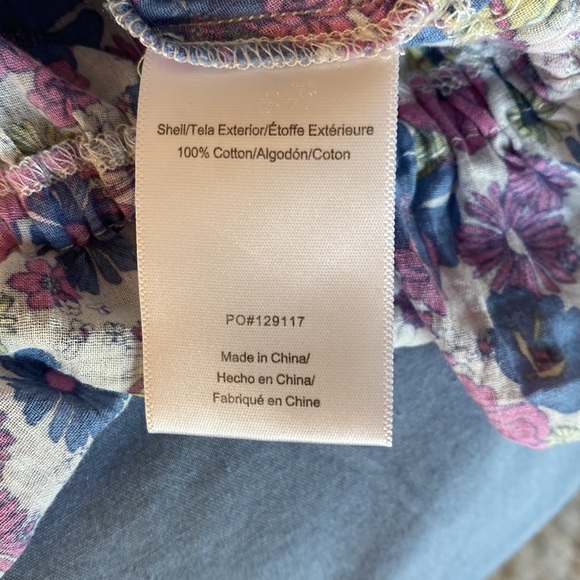 Shell/Tela Exterior/Étoffe Extérieure
100% Cotton/Algodón/Coton
PO#129117
Made in China/
Hecho en China/
Fabriqué en Chine